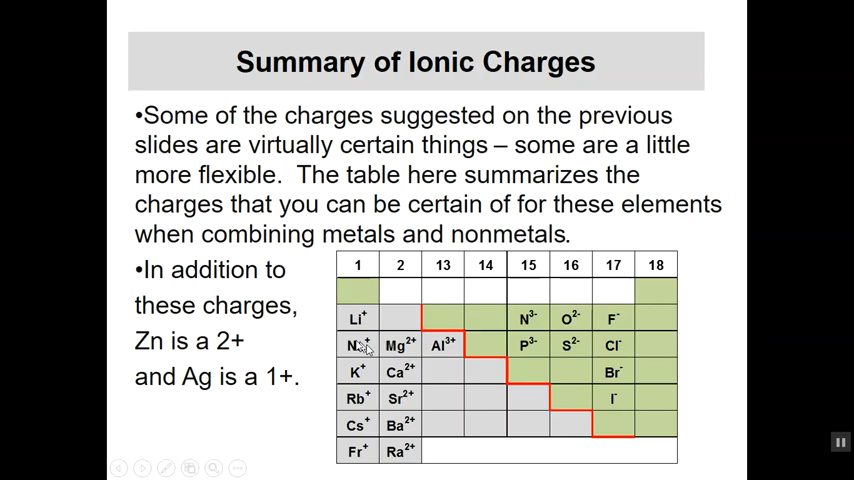 Summary of Ionic Charges
•Some of the charges suggested on the previous
slides are virtually certain things – some are a little
more flexible. The table here summarizes the
charges that you can be certain of for these elements
when combining metals and nonmetals.
•In addition to
these charges,
Zn is a 2+
and Ag is a 1+.
1 2 13 14 15 16 17 18
Li⁺ N³⁻ O²⁻ F⁻
Mg²⁺ Al³⁺ P³⁻ S²⁻ Cl⁻
K⁺ Ca²⁺ Br⁻
Rb⁺ Sr²⁺ I⁻
Cs⁺ Ba²⁺
Fr⁺ Ra²⁺